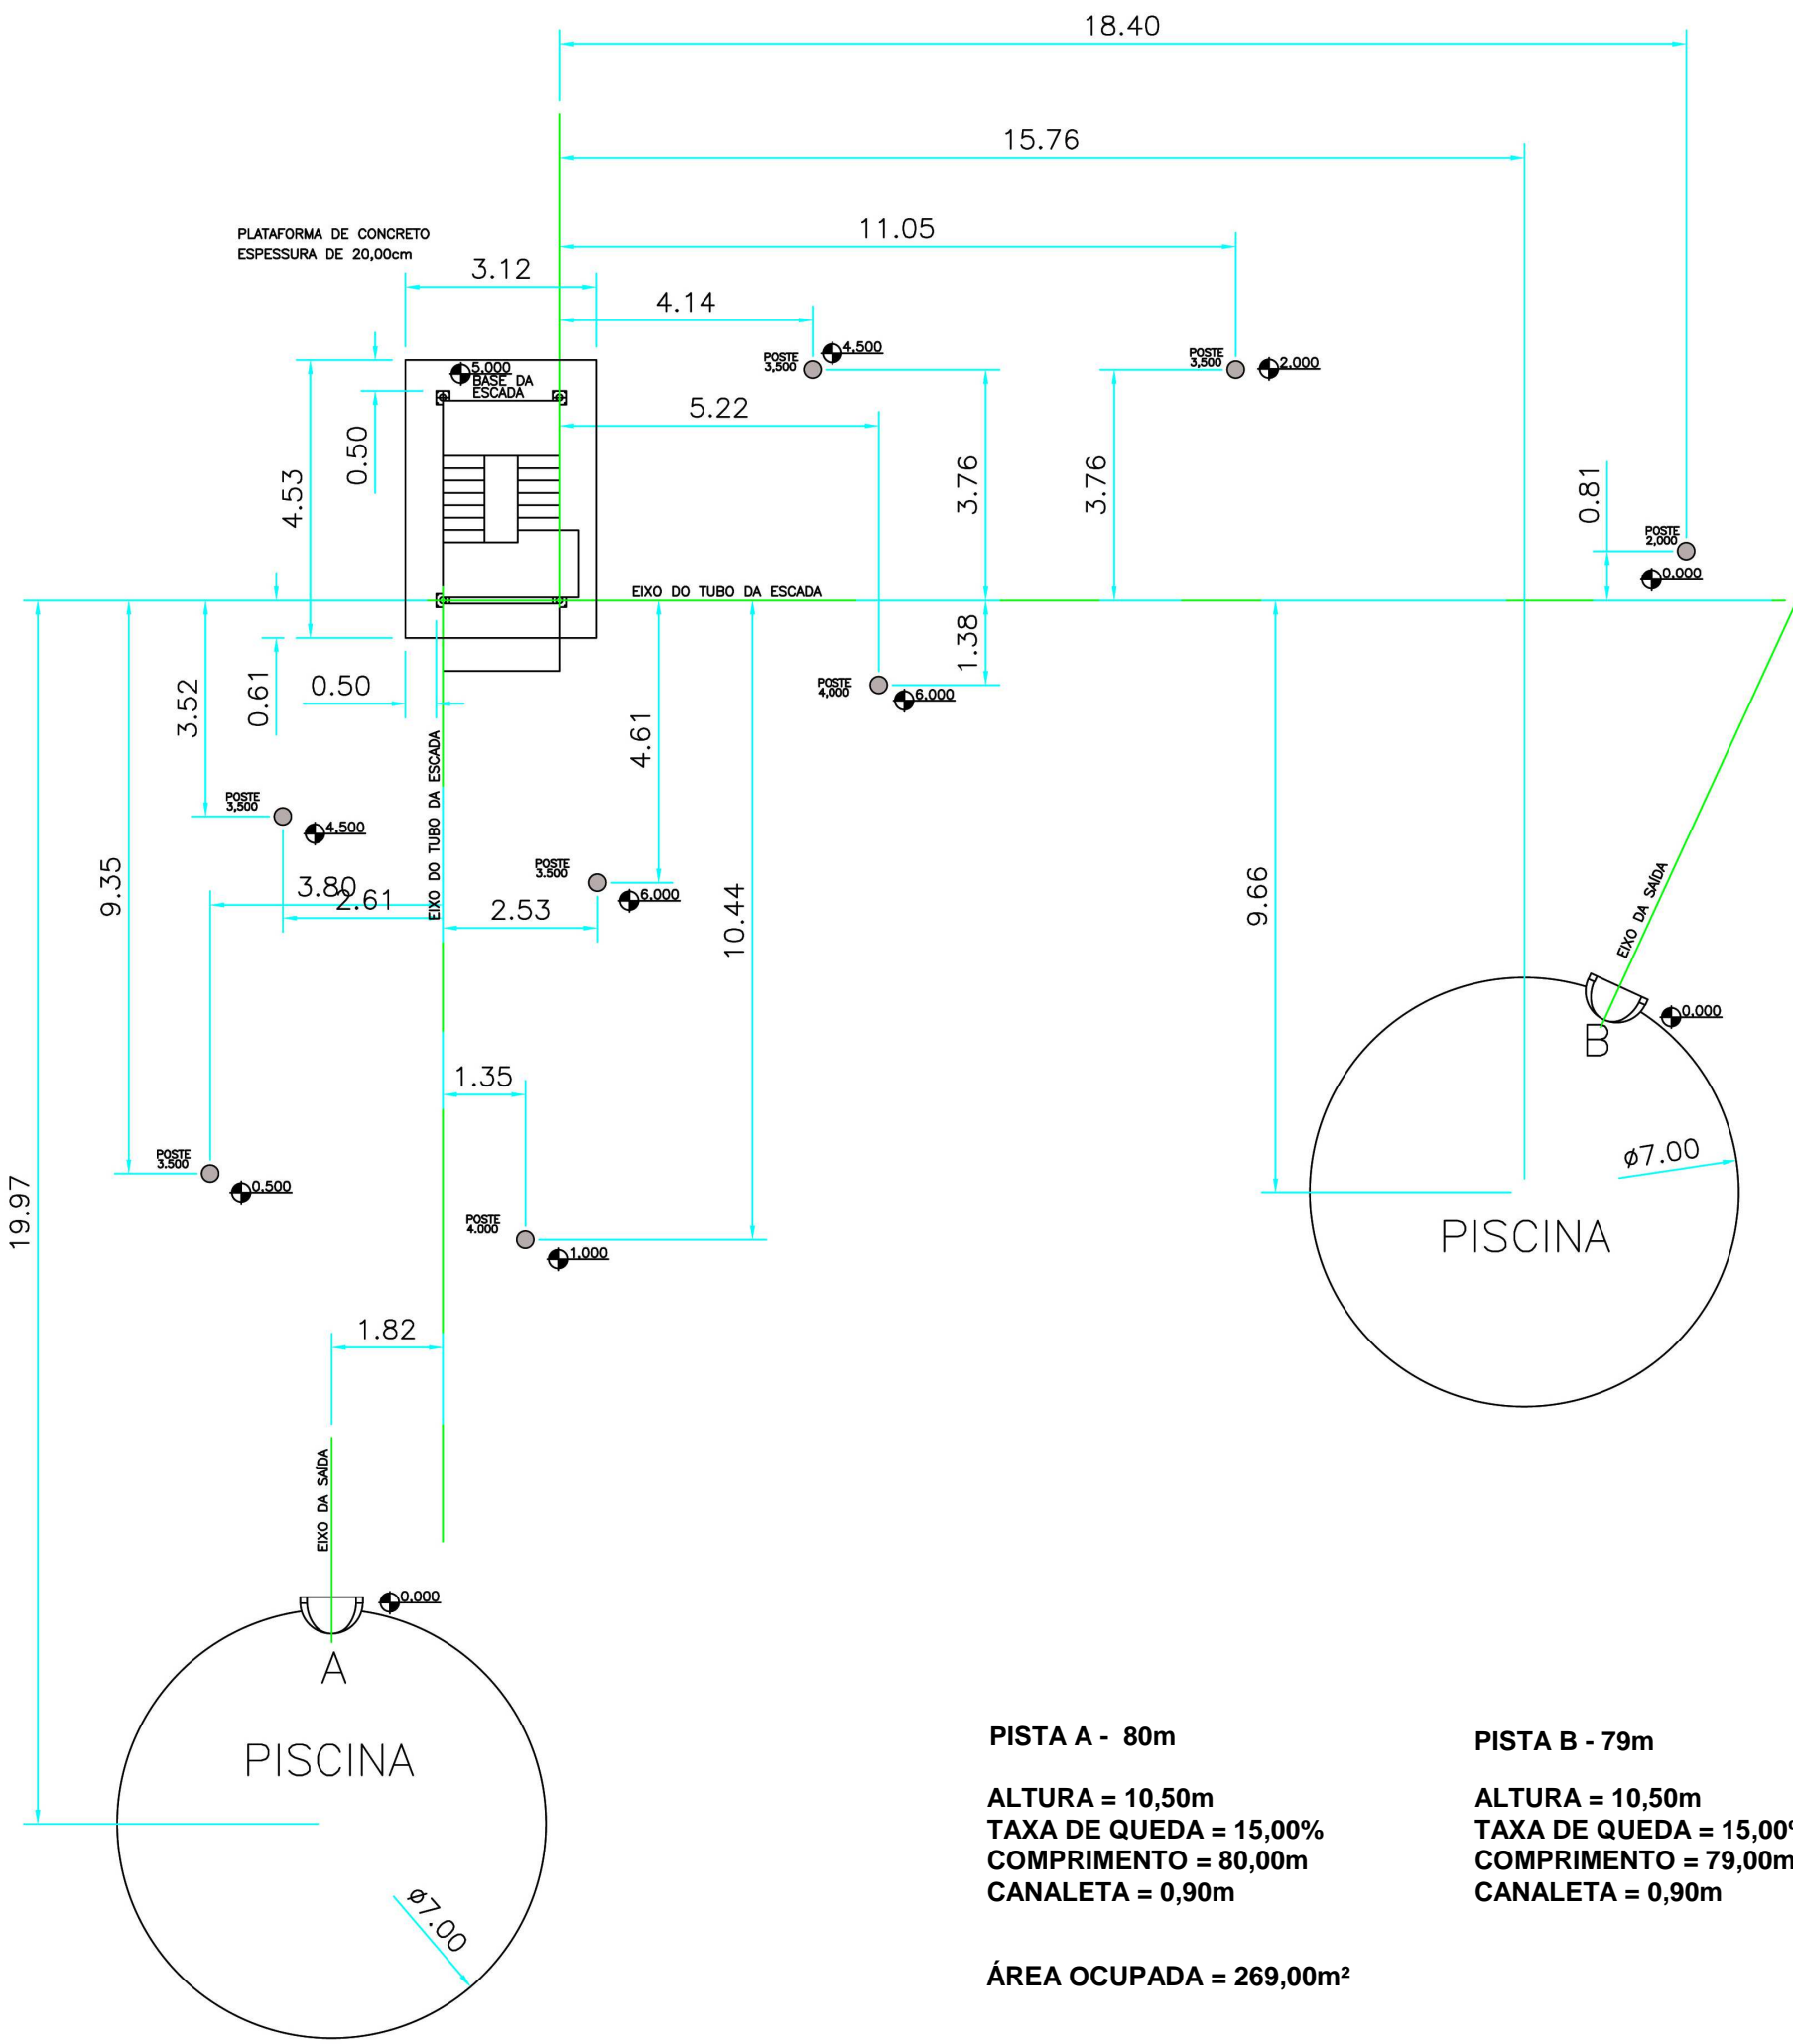 18.40
15.76
11.05
PLATAFORMA DE CONCRETO
ESPESSURA DE 20,00cm
3.12
4.14
POSTE
3,500
4.500
POSTE
3,500
2.000
5.000
BASE DA
ESCADA
5.22
0.50
4.53
3.76
3.76
0.81
POSTE
2,000
0.000
EIXO DO TUBO DA ESCADA
1.38
POSTE
4,000
6.000
0.61
0.50
3.52
4.61
EIXO DO TUBO DA ESCADA
POSTE
3,500
4.500
9.35
3.80
2.61
POSTE
3.500
6.000
2.53
10.44
9.66
EIXO DA SAÍDA
B
0.000
1.35
ø7.00
POSTE
3.500
0.500
19.97
POSTE
4.000
1.000
PISCINA
1.82
EIXO DA SAÍDA
0.000
A
PISCINA
ø7.00
PISTA A -  80m
ALTURA = 10,50m
TAXA DE QUEDA = 15,00%
COMPRIMENTO = 80,00m
CANALETA = 0,90m
PISTA B - 79m
ALTURA = 10,50m
TAXA DE QUEDA = 15,00%
COMPRIMENTO = 79,00m
CANALETA = 0,90m
ÁREA OCUPADA = 269,00m²